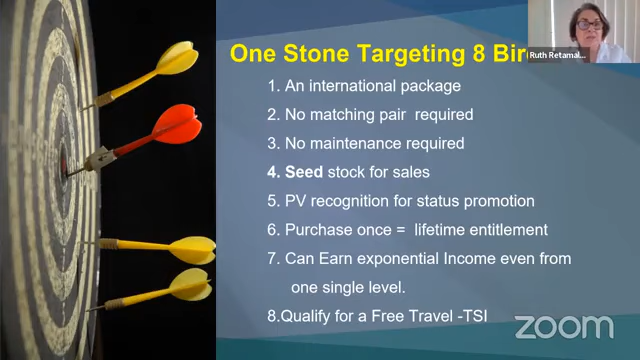 One Stone Targeting 8 Bir
Ruth Retamal...
1. An international package
2. No matching pair required
3. No maintenance required
4. Seed stock for sales
5. PV recognition for status promotion
6. Purchase once = lifetime entitlement
7. Can Earn exponential Income even from
one single level.
8.Qualify for a Free Travel -TSI
zoom